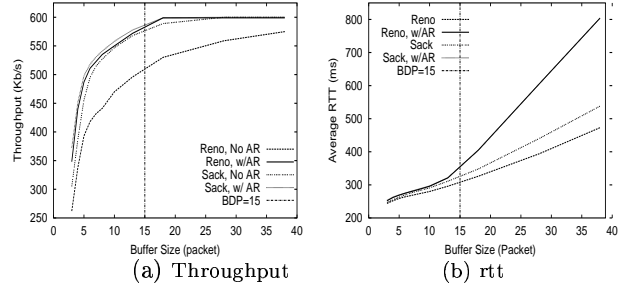 Throughput (Kb/s)
600
550
500
450
400
350
300
250
0 5 10 15 20 25 30 35 40
Buffer Size (packet)
Reno, No AR
Reno, w/AR
Sack, No AR
Sack, w/ AR
BDP=15
(a) Throughput
Average RTT (ms)
800
700
600
500
400
300
200
0 5 10 15 20 25 30 35 40
Buffer Size (Packet)
Reno
Reno, w/AR
Sack
Sack, w/AR
BDP=15
(b) rtt